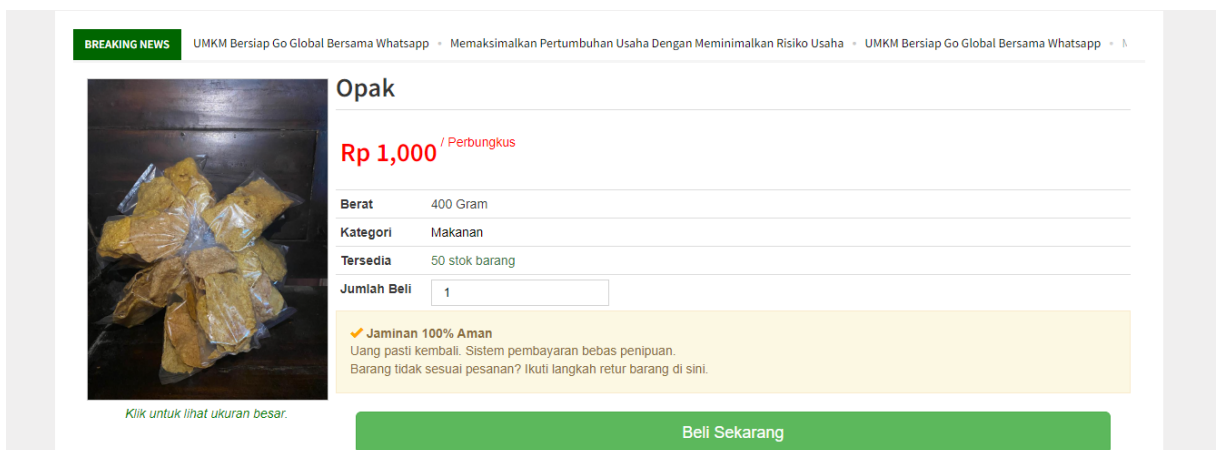 BREAKING NEWS UMKM Bersiap Go Global Bersama Whatsapp • Memaksimalkan Pertumbuhan Usaha Dengan Meminimalkan Risiko Usaha • UMKM Bersiap Go Global Bersama Whatsapp •
Opak
Rp 1,000 / Perbungkus
Berat 400 Gram
Kategori Makanan
Tersedia 50 stok barang
Jumlah Beli 1
Jaminan 100% Aman
Uang pasti kembali. Sistem pembayaran bebas penipuan.
Barang tidak sesuai pesanan? Ikuti langkah retur barang di sini.
Klik untuk lihat ukuran besar.
Beli Sekarang